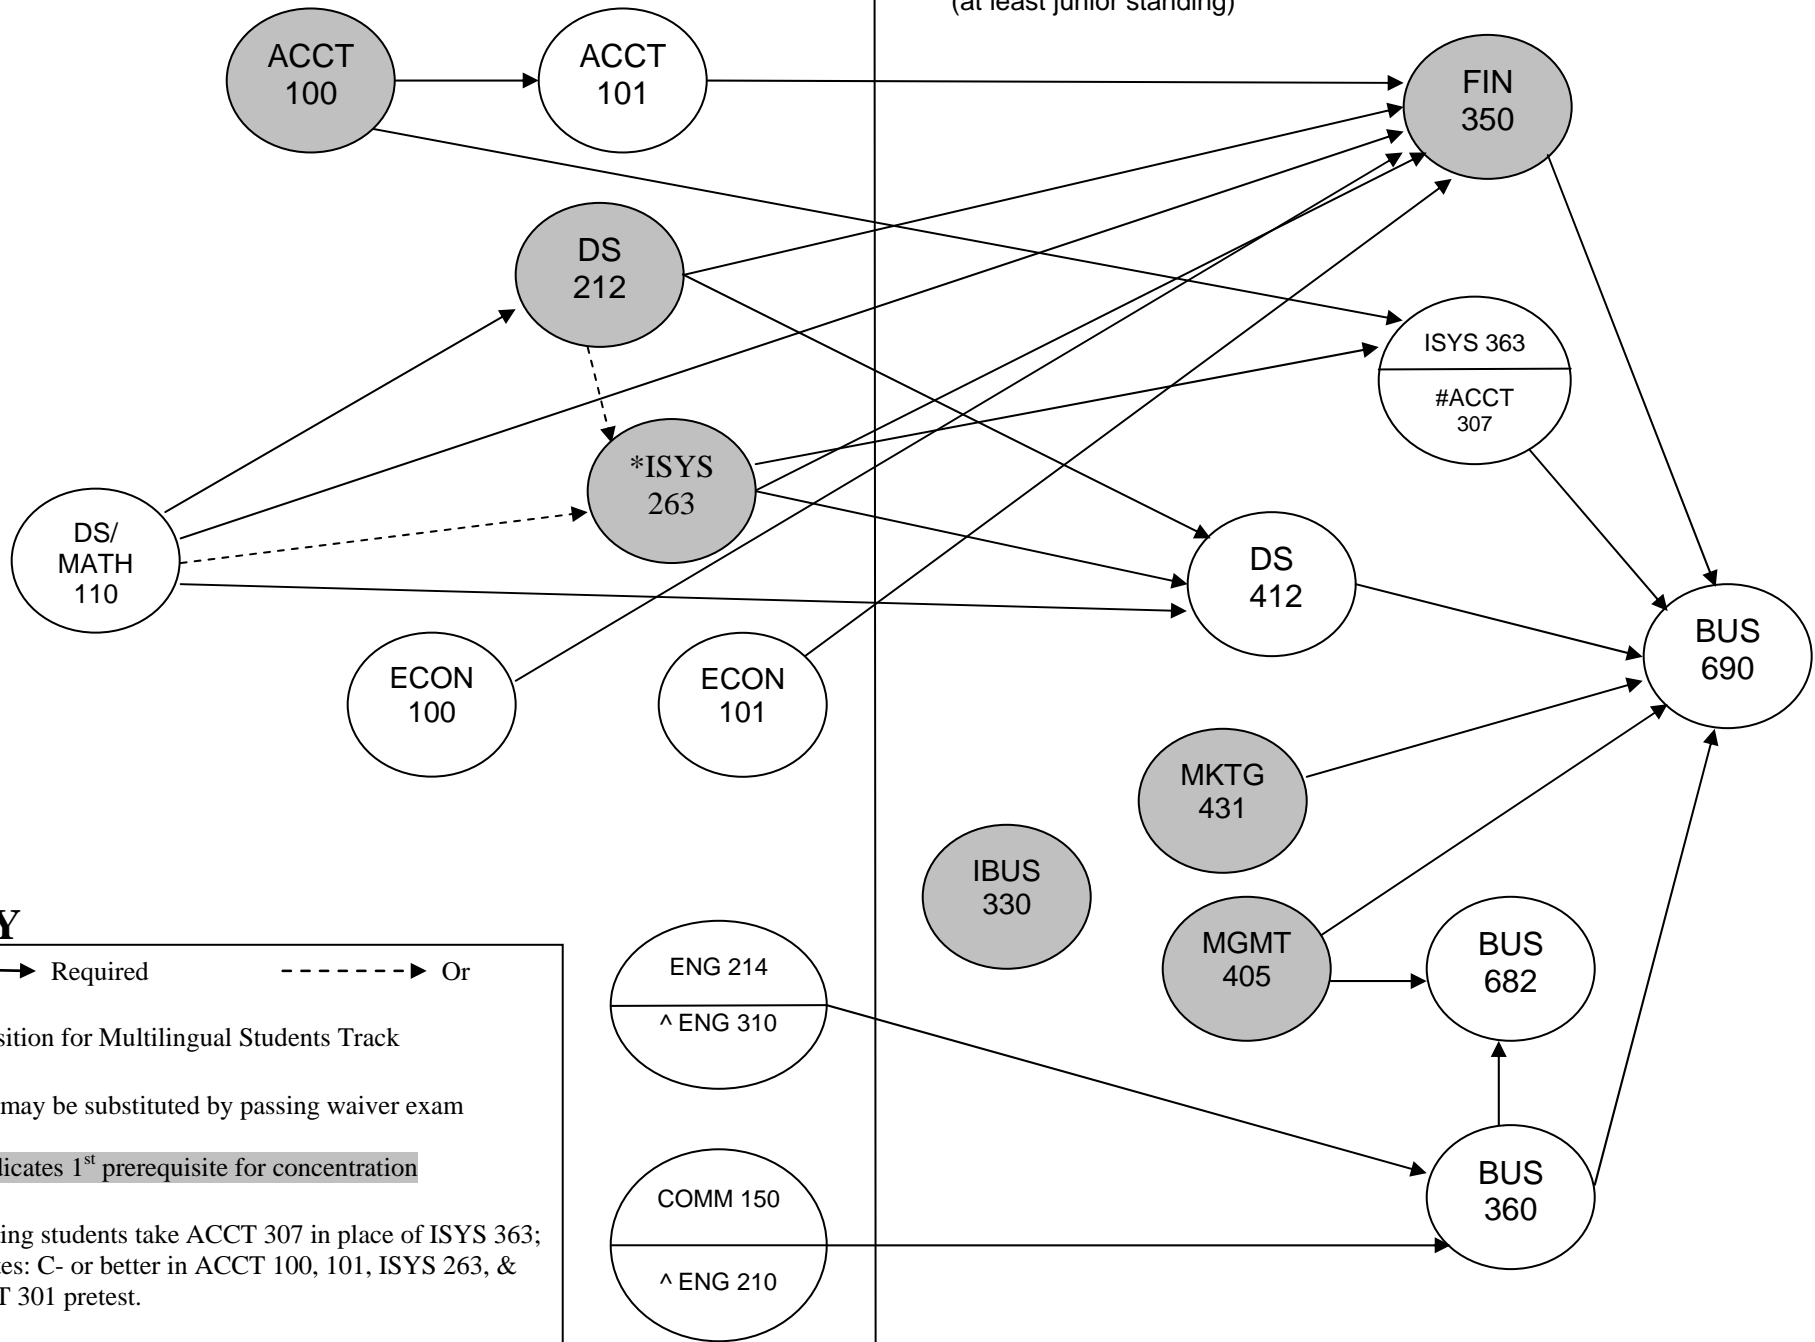 (at least junior standing)
ACCT
100
ACCT
101
FIN
350
DS
212
ISYS 363
#ACCT
307
*ISYS
263
DS/
MATH
110
DS
412
BUS
690
ECON
100
ECON
101
MKTG
431
IBUS
330
MGMT
405
BUS
682
ENG 214
^ ENG 310
BUS
360
COMM 150
^ ENG 210
Y
Required
Or
sition for Multilingual Students Track
may be substituted by passing waiver exam
dicates 1st prerequisite for concentration
ting students take ACCT 307 in place of ISYS 363;
tes: C- or better in ACCT 100, 101, ISYS 263, &
T 301 pretest.